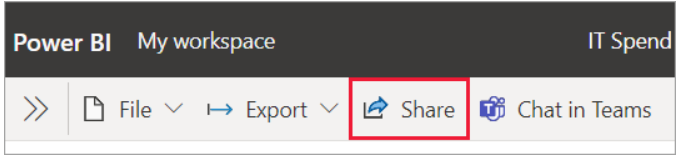 Power BI My workspace IT Spend
File Export Share Chat in Teams